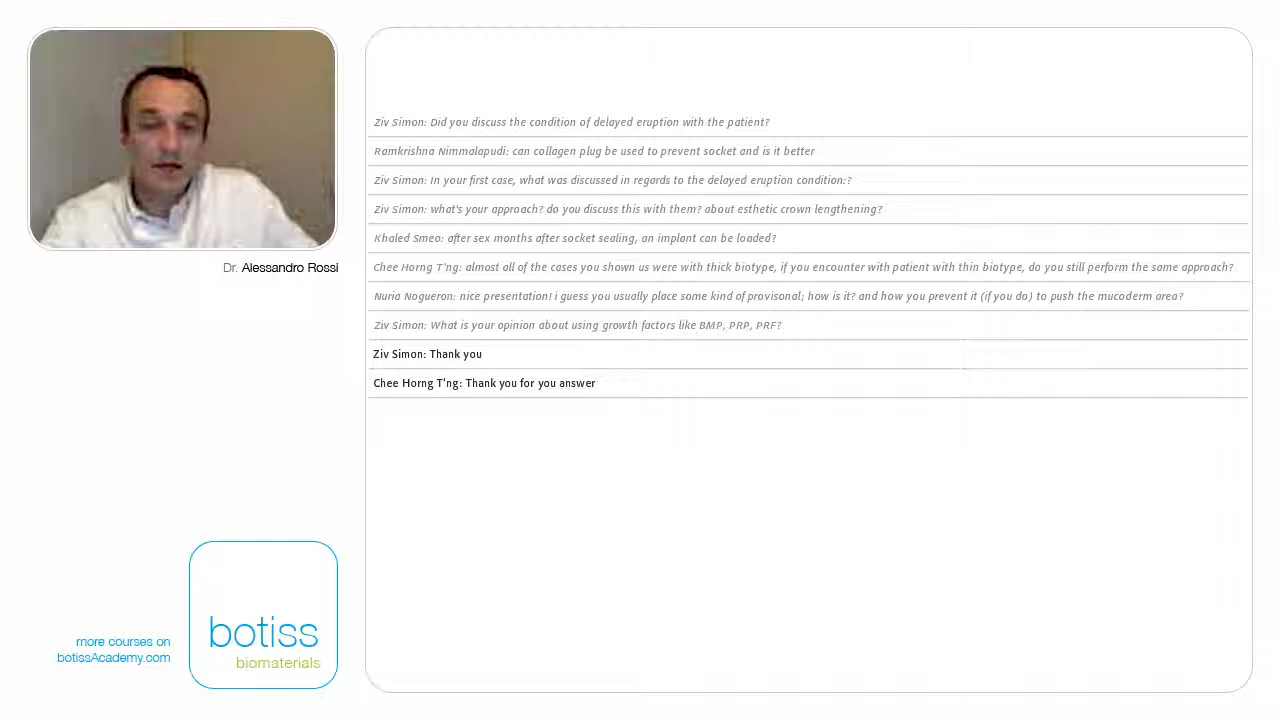 Dr. Alessandro Rossi
Ziv Simon: Did you discuss the condition of delayed eruption with the patient?
Ramkrishna Nimmalapudi: can collagen plug be used to prevent socket and is it better
Ziv Simon: In your first case, what was discussed in regards to the delayed eruption condition:?
Ziv Simon: what's your approach? do you discuss this with them? about esthetic crown lengthening?
Khaled Smeo: after sex months after socket sealing, an implant can be loaded?
Chee Horng T'ng: almost all of the cases you shown us were with thick biotype, if you encounter with patient with thin biotype, do you still perform the same approach?
Nuria Nogueron: nice presentation! i guess you usually place some kind of provisonal; how is it? and how you prevent it (if you do) to push the mucoderm area?
Ziv Simon: What is your opinion about using growth factors like BMP, PRP, PRF?
Ziv Simon: Thank you
Chee Horng T'ng: Thank you for you answer
more courses on
botissAcademy.com
botiss
biomaterials